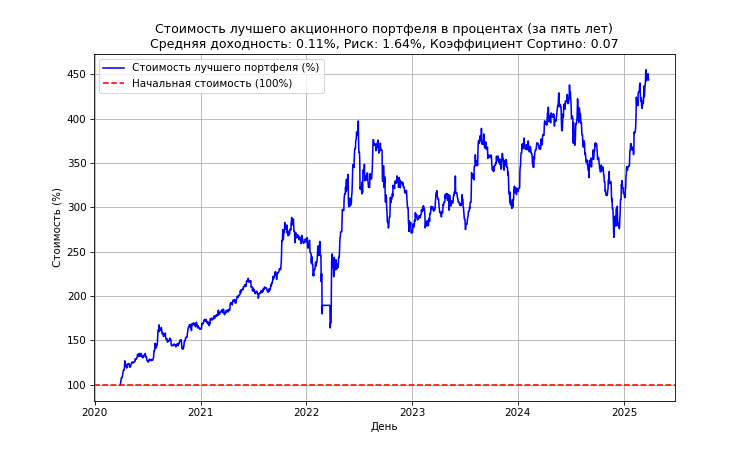 Стоимость лучшего акционного портфеля в процентах (за пять лет)
Средняя доходность: 0.11%, Риск: 1.64%, Коэффициент Сортино: 0.07
Стоимость лучшего портфеля (%)
Начальная стоимость (100%)
Стоимость (%)
450
400
350
300
250
200
150
100
2020
2021
2022
2023
2024
2025
День